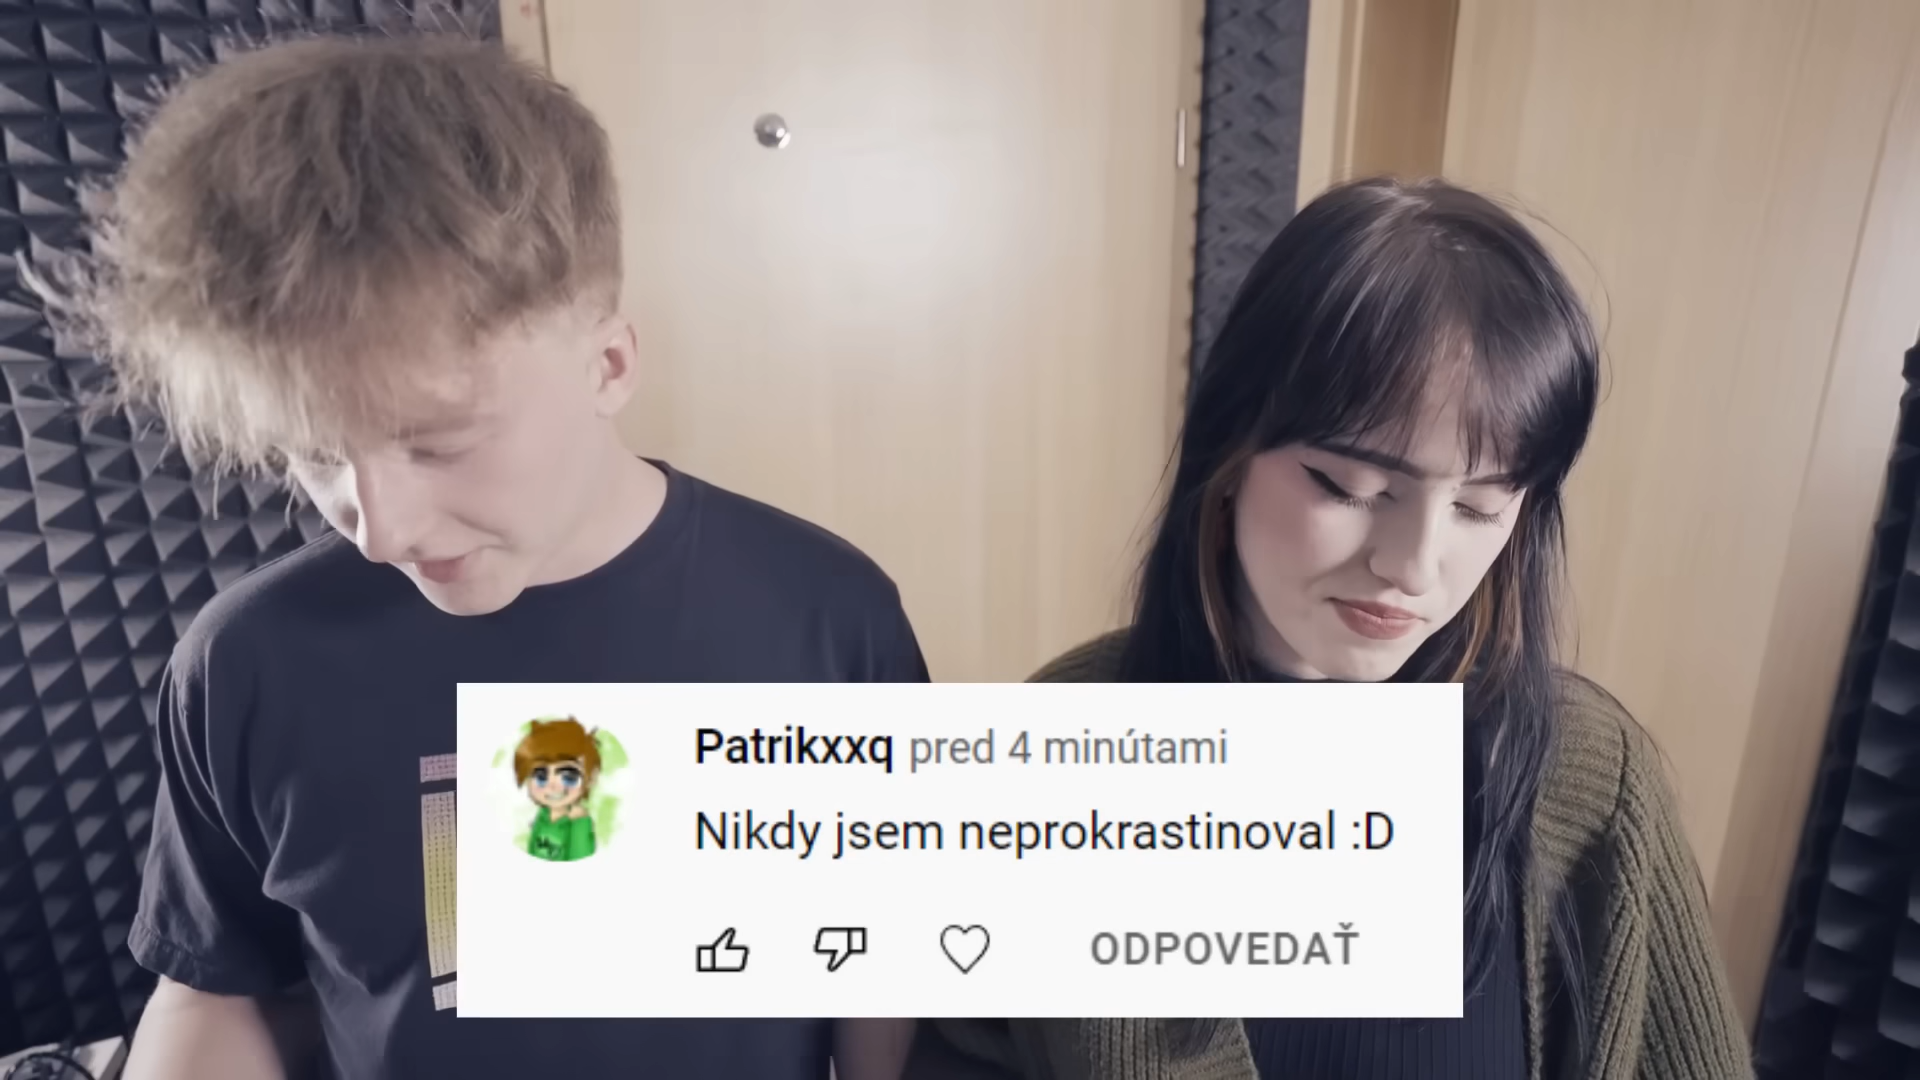 Patrikxxq pred 4 minútami
Nikdy jsem neprokrastinoval :D
ODPOVEDAŤ